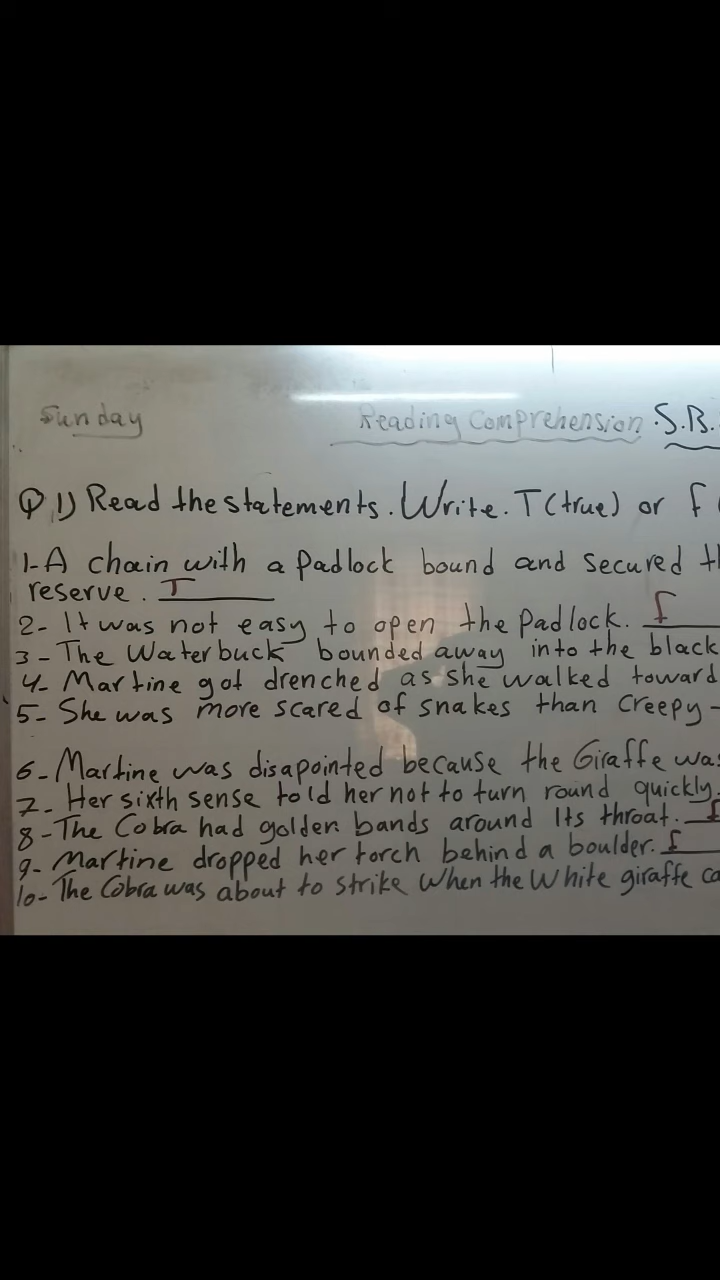 Sunday
Reading Comprehension. S.B.
Q 1) Read the statements. Write. T (true) or f
1- A chain with a padlock bound and secured
reserve. T
2- It was not easy to open the padlock. f
3- The Waterbuck bounded away into the black
4- Martine got drenched as she walked toward
5- She was more scared of snakes than creepy-
6- Martine was disapointed because the Giraffe was
7- Her sixth sense told her not to turn round quickly.
8- The Cobra had golden bands around Its throat. f
9- Martine dropped her torch behind a boulder. f
10- The Cobra was about to strike When the White giraffe